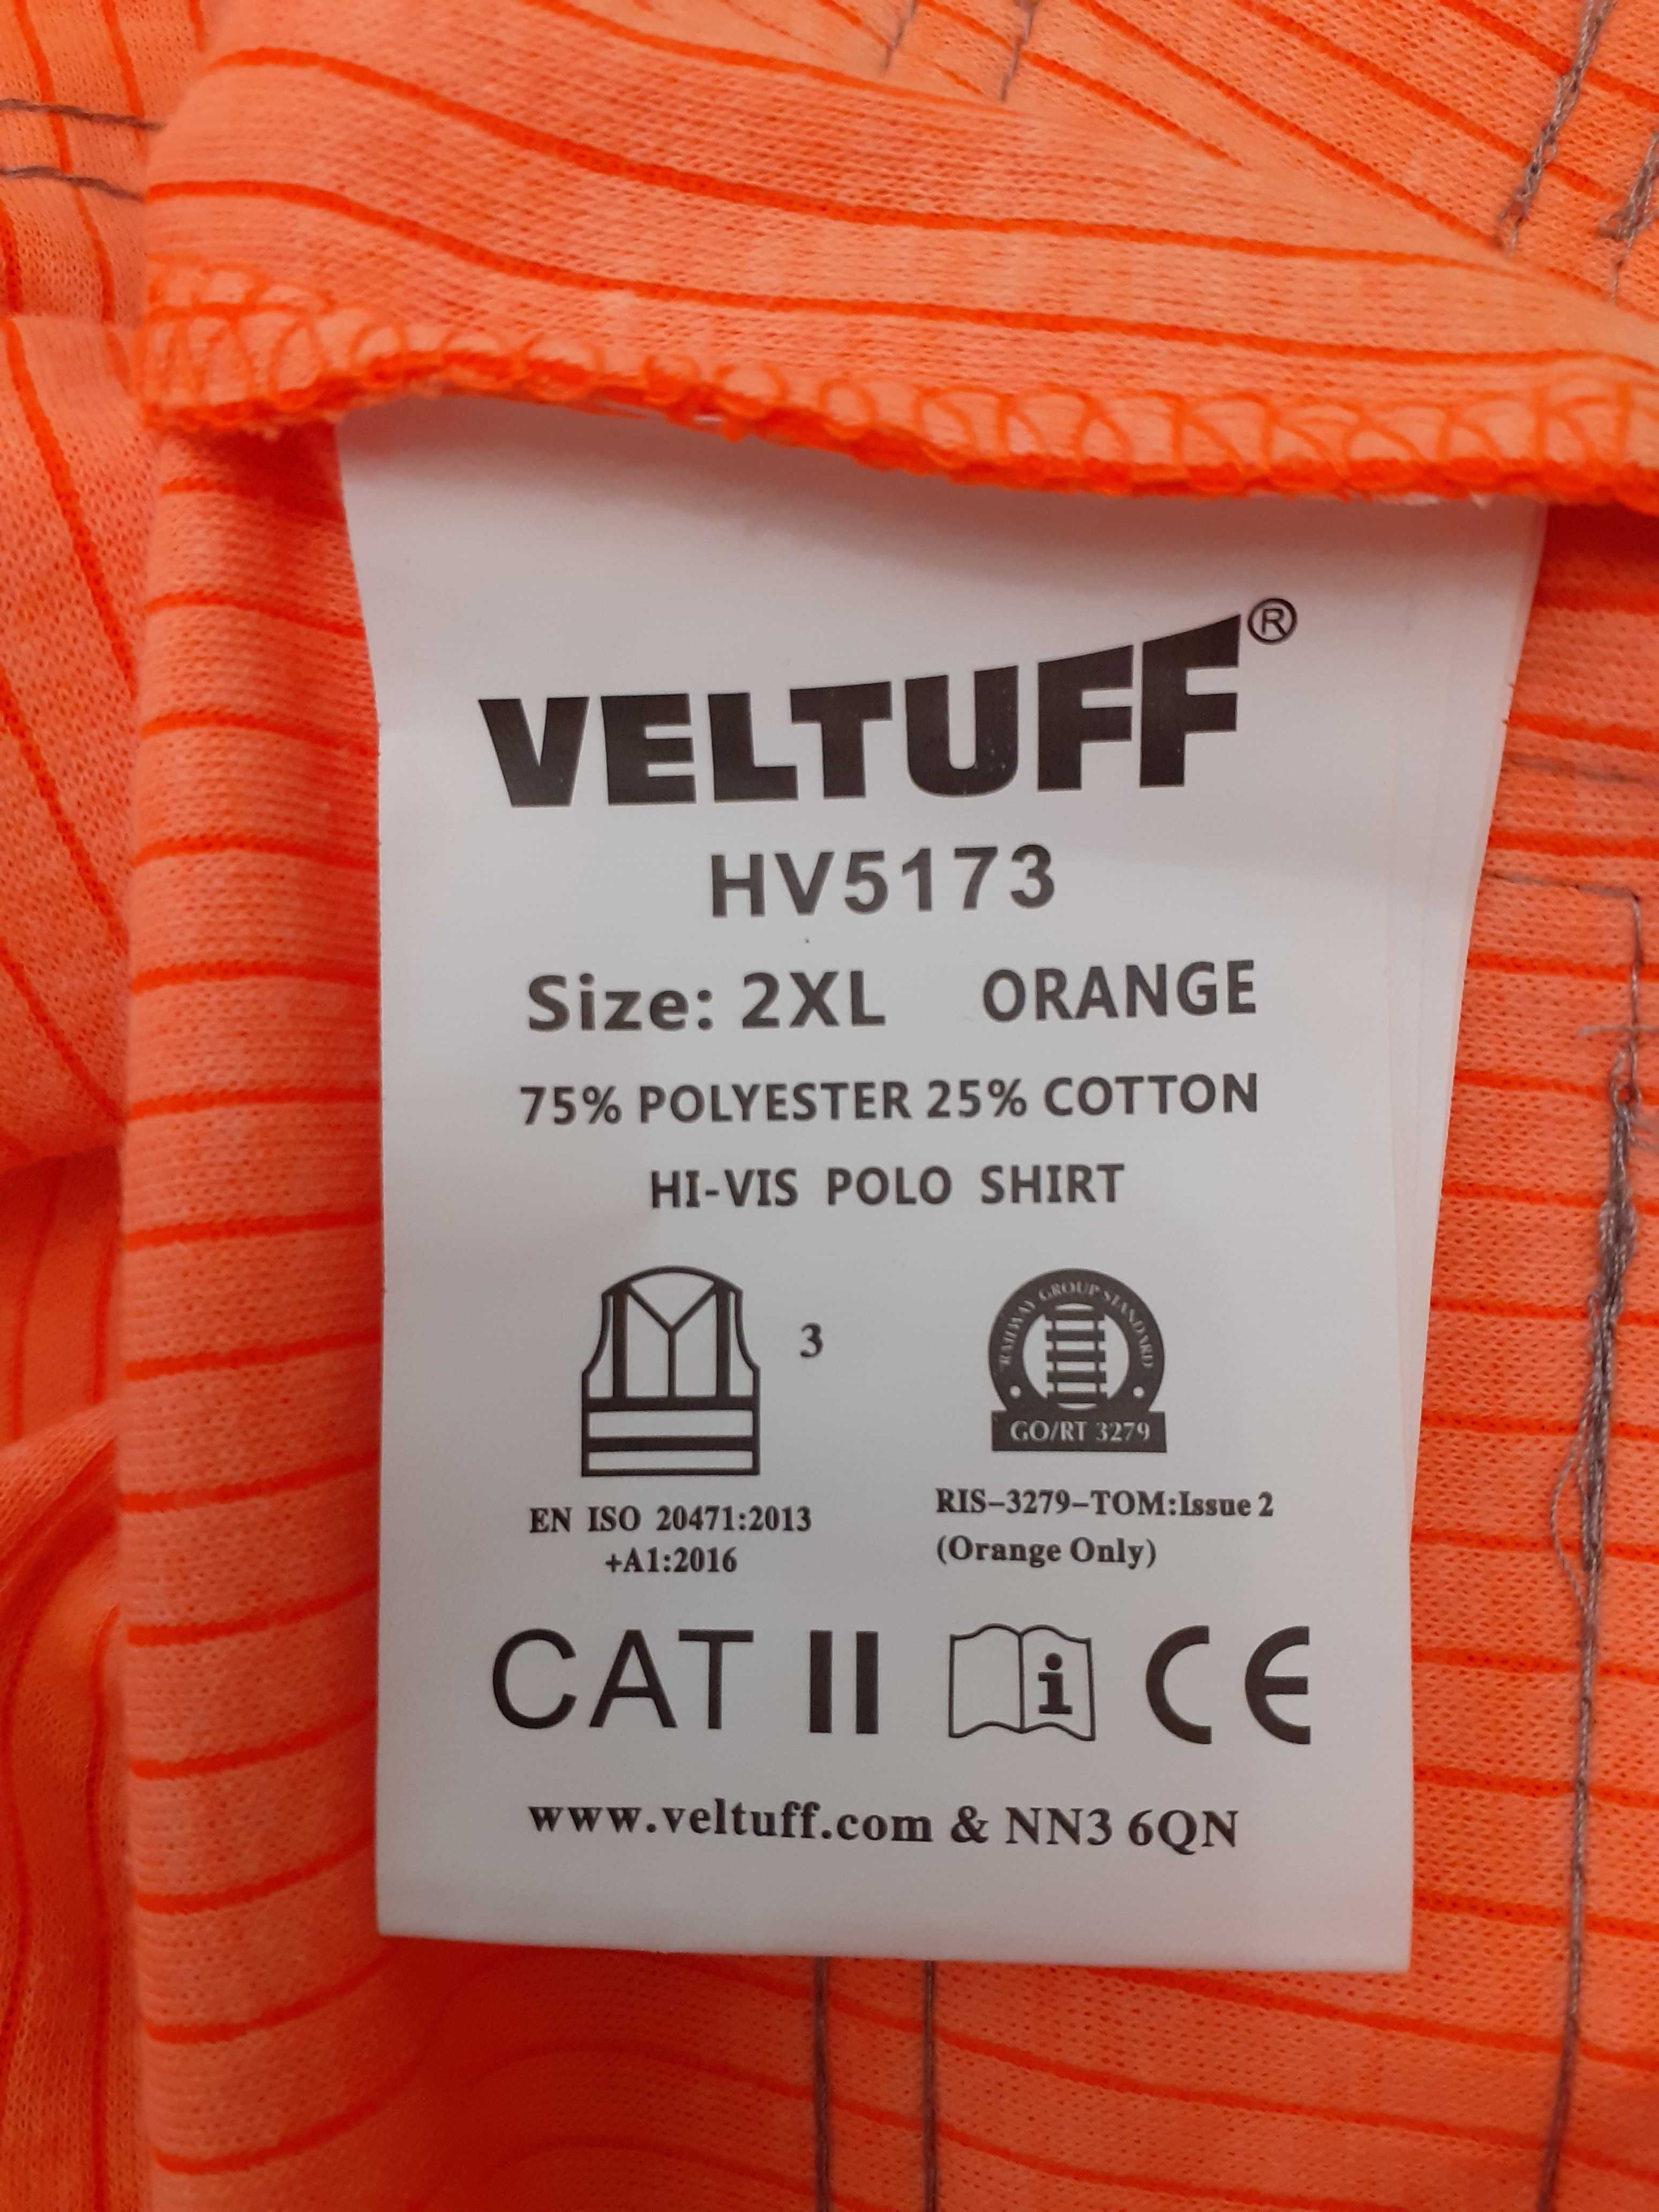 VELTUFF®
HV5173
Size: 2XL ORANGE
75% POLYESTER 25% COTTON
HI-VIS POLO SHIRT
3
RAILWAY GROUP STANDARD
GO/RT 3279
EN ISO 20471:2013
+A1:2016
RIS-3279-TOM:Issue 2
(Orange Only)
CAT II i CE
www.veltuff.com & NN3 6QN